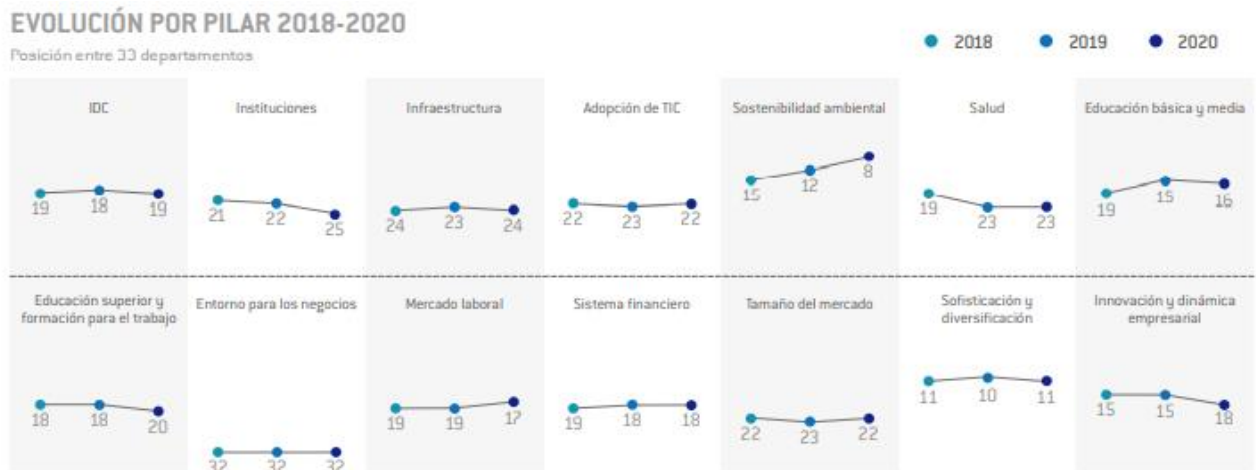 EVOLUCIÓN POR PILAR 2018-2020
Posición entre 33 departamentos
2018 2019 2020
IDC
19 18 19
Instituciones
21 22 25
Infraestructura
24 23 24
Adopción de TIC
22 23 22
Sostenibilidad ambiental
15 12 8
Salud
19 23 23
Educación básica y media
19 15 16
Educación superior y
formación para el trabajo
18 18 20
Entorno para los negocios
32 32 32
Mercado laboral
19 19 17
Sistema financiero
19 18 18
Tamaño del mercado
22 23 22
Sofisticación y
diversificación
11 10 11
Innovación y dinámica
empresarial
15 15 18